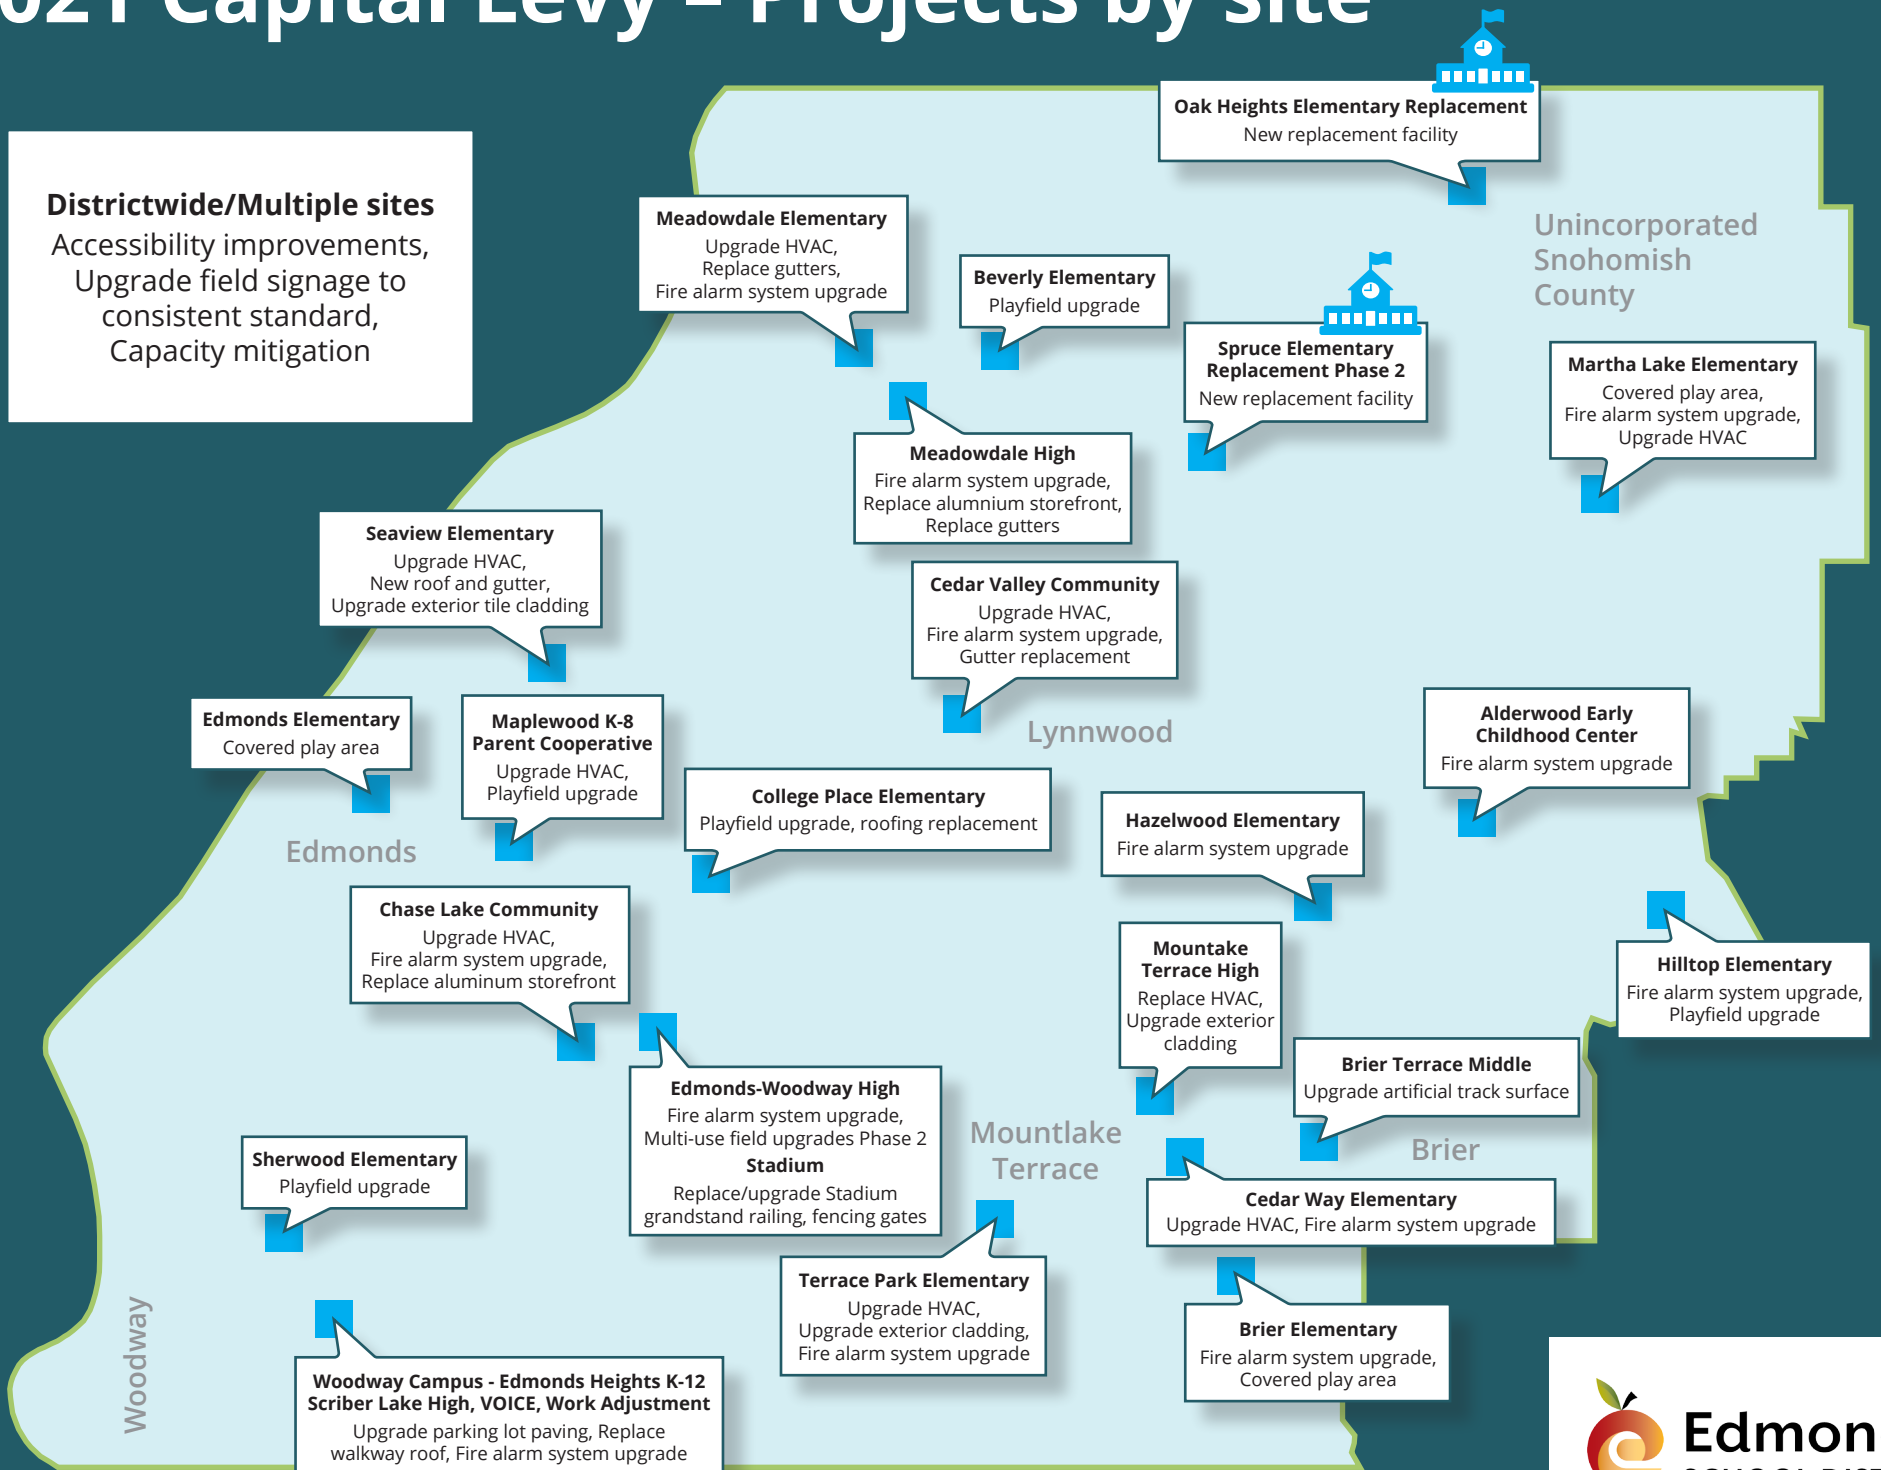 021 Capital Levy – Projects by site
Oak Heights Elementary Replacement
New replacement facility
Districtwide/Multiple sites
Accessibility improvements,
Upgrade field signage to
consistent standard,
Capacity mitigation
Meadowdale Elementary
Upgrade HVAC,
Replace gutters,
Fire alarm system upgrade
Beverly Elementary
Playfield upgrade
Unincorporated
Snohomish
County
Spruce Elementary
Replacement Phase 2
New replacement facility
Martha Lake Elementary
Covered play area,
Fire alarm system upgrade,
Upgrade HVAC
Meadowdale High
Fire alarm system upgrade,
Replace alumnium storefront,
Replace gutters
Seaview Elementary
Upgrade HVAC,
New roof and gutter,
Upgrade exterior tile cladding
Cedar Valley Community
Upgrade HVAC,
Fire alarm system upgrade,
Gutter replacement
Lynnwood
Edmonds Elementary
Covered play area
Maplewood K-8
Parent Cooperative
Upgrade HVAC,
Playfield upgrade
Alderwood Early
Childhood Center
Fire alarm system upgrade
College Place Elementary
Playfield upgrade, roofing replacement
Hazelwood Elementary
Fire alarm system upgrade
Edmonds
Chase Lake Community
Upgrade HVAC,
Fire alarm system upgrade,
Replace aluminum storefront
Mountake
Terrace High
Replace HVAC,
Upgrade exterior
cladding
Hilltop Elementary
Fire alarm system upgrade,
Playfield upgrade
Brier Terrace Middle
Upgrade artificial track surface
Edmonds-Woodway High
Fire alarm system upgrade,
Multi-use field upgrades Phase 2
Stadium
Replace/upgrade Stadium
grandstand railing, fencing gates
Mountlake
Terrace
Brier
Sherwood Elementary
Playfield upgrade
Cedar Way Elementary
Upgrade HVAC, Fire alarm system upgrade
Terrace Park Elementary
Upgrade HVAC,
Upgrade exterior cladding,
Fire alarm system upgrade
Brier Elementary
Fire alarm system upgrade,
Covered play area
Woodway
Woodway Campus - Edmonds Heights K-12
Scriber Lake High, VOICE, Work Adjustment
Upgrade parking lot paving, Replace
walkway roof, Fire alarm system upgrade
Edmon
SCHOOL DIST